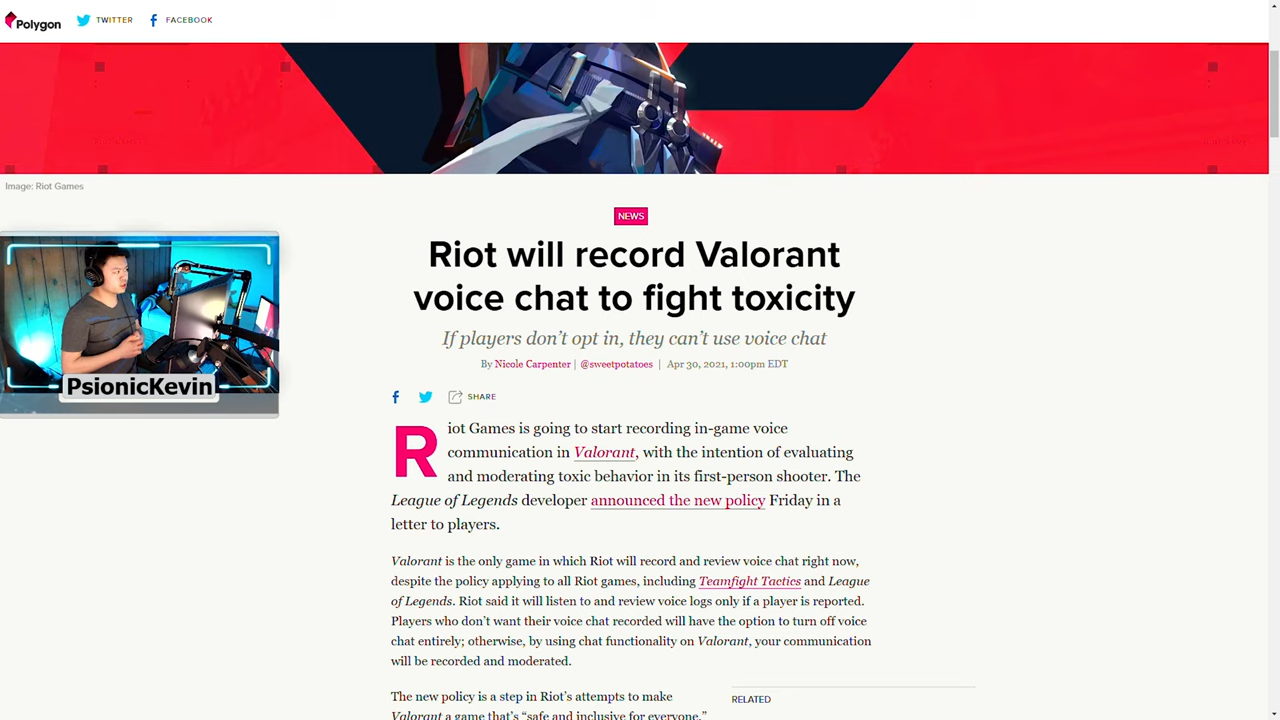 Polygon
TWITTER
FACEBOOK
Image: Riot Games
NEWS
Riot will record Valorant
voice chat to fight toxicity
If players don’t opt in, they can’t use voice chat
By Nicole Carpenter | @sweetpotatoes | Apr 30, 2021, 1:00pm EDT
SHARE
PsionicKevin
Riot Games is going to start recording in-game voice
communication in Valorant, with the intention of evaluating
and moderating toxic behavior in its first-person shooter. The
League of Legends developer announced the new policy Friday in a
letter to players.
Valorant is the only game in which Riot will record and review voice chat right now,
despite the policy applying to all Riot games, including Teamfight Tactics and League
of Legends. Riot said it will listen to and review voice logs only if a player is reported.
Players who don’t want their voice chat recorded will have the option to turn off voice
chat entirely; otherwise, by using chat functionality on Valorant, your communication
will be recorded and moderated.
The new policy is a step in Riot’s attempts to make
Valorant a game that’s “safe and inclusive for everyone,”
RELATED